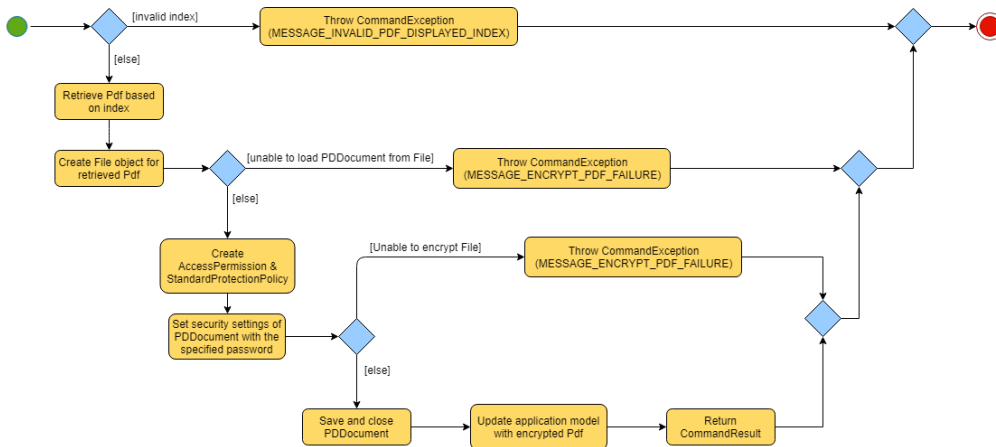 [invalid index]
Throw CommandException
(MESSAGE_INVALID_PDF_DISPLAYED_INDEX)
[else]
Retrieve Pdf based
on index
Create File object for
retrieved Pdf
[unable to load PDDocument from File]
Throw CommandException
(MESSAGE_ENCRYPT_PDF_FAILURE)
[else]
Create
AccessPermission &
StandardProtectionPolicy
[Unable to encrypt File]
Throw CommandException
(MESSAGE_ENCRYPT_PDF_FAILURE)
Set security settings of
PDDocument with the
specified password
[else]
Save and close
PDDocument
Update application model
with encrypted Pdf
Return
CommandResult